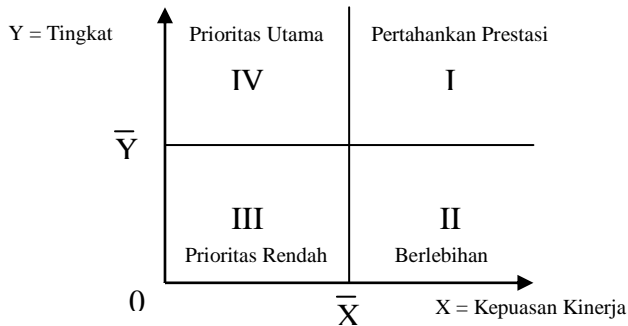 Y = Tingkat
Prioritas Utama
Pertahankan Prestasi
IV
I
Y̅
III
II
Prioritas Rendah
Berlebihan
0
X̅
X = Kepuasan Kinerja